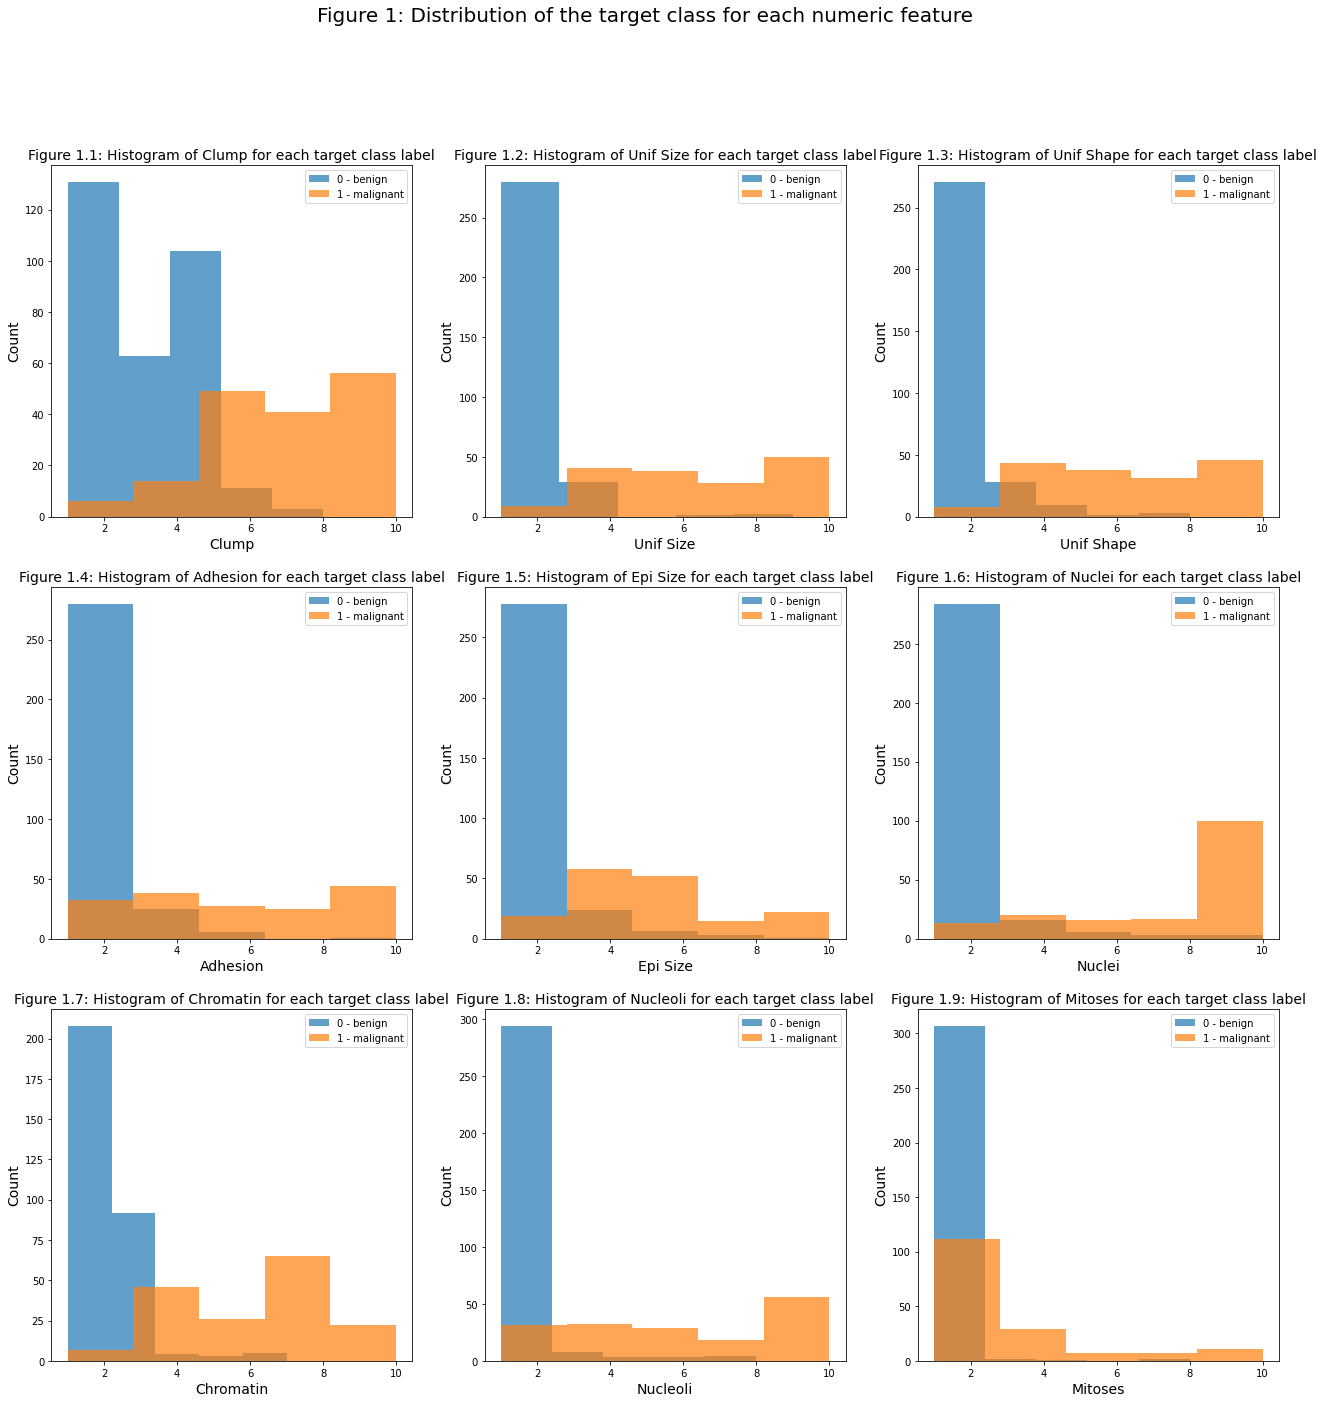 Figure 1: Distribution of the target class for each numeric feature
Figure 1.1: Histogram of Clump for each target class label
0 - benign
1 - malignant
120
100
80
60
40
20
0
Count
2 4 6 8 10
Clump
Figure 1.2: Histogram of Unif Size for each target class label
0 - benign
1 - malignant
250
200
150
100
50
0
Count
2 4 6 8 10
Unif Size
Figure 1.3: Histogram of Unif Shape for each target class label
0 - benign
1 - malignant
250
200
150
100
50
0
Count
2 4 6 8 10
Unif Shape
Figure 1.4: Histogram of Adhesion for each target class label
0 - benign
1 - malignant
250
200
150
100
50
0
Count
2 4 6 8 10
Adhesion
Figure 1.5: Histogram of Epi Size for each target class label
0 - benign
1 - malignant
250
200
150
100
50
0
Count
2 4 6 8 10
Epi Size
Figure 1.6: Histogram of Nuclei for each target class label
0 - benign
1 - malignant
250
200
150
100
50
0
Count
2 4 6 8 10
Nuclei
Figure 1.7: Histogram of Chromatin for each target class label
0 - benign
1 - malignant
200
175
150
125
100
75
50
25
0
Count
2 4 6 8 10
Chromatin
Figure 1.8: Histogram of Nucleoli for each target class label
0 - benign
1 - malignant
300
250
200
150
100
50
0
Count
2 4 6 8 10
Nucleoli
Figure 1.9: Histogram of Mitoses for each target class label
0 - benign
1 - malignant
300
250
200
150
100
50
0
Count
2 4 6 8 10
Mitoses